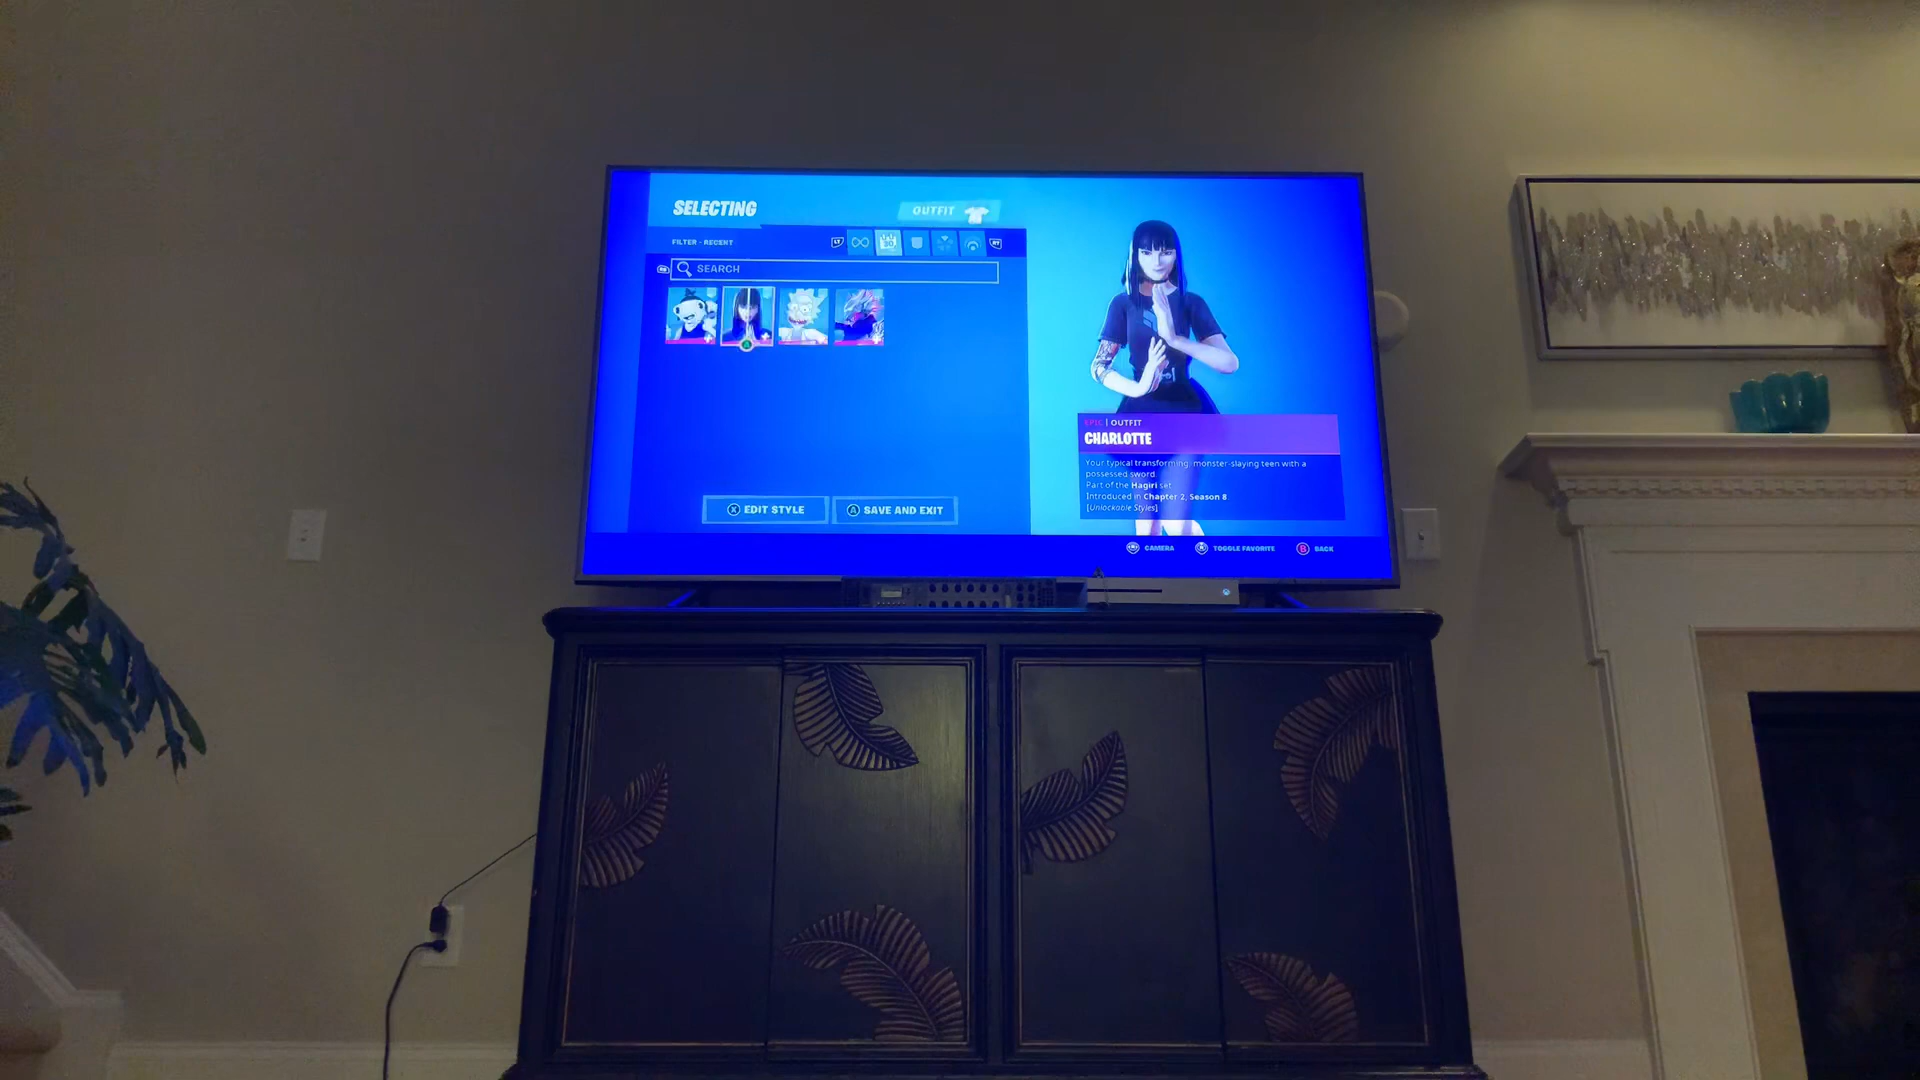 SELECTING
OUTFIT
FILTER - RECENT
LT
RT
SEARCH
EPIC | OUTFIT
CHARLOTTE
Your typical transforming, monster-slaying teen with a
possessed sword.
Part of the Hagiri set.
Introduced in Chapter 2, Season 8.
[Unlockable Styles]
X EDIT STYLE
A SAVE AND EXIT
CAMERA
TOGGLE FAVORITE
B BACK